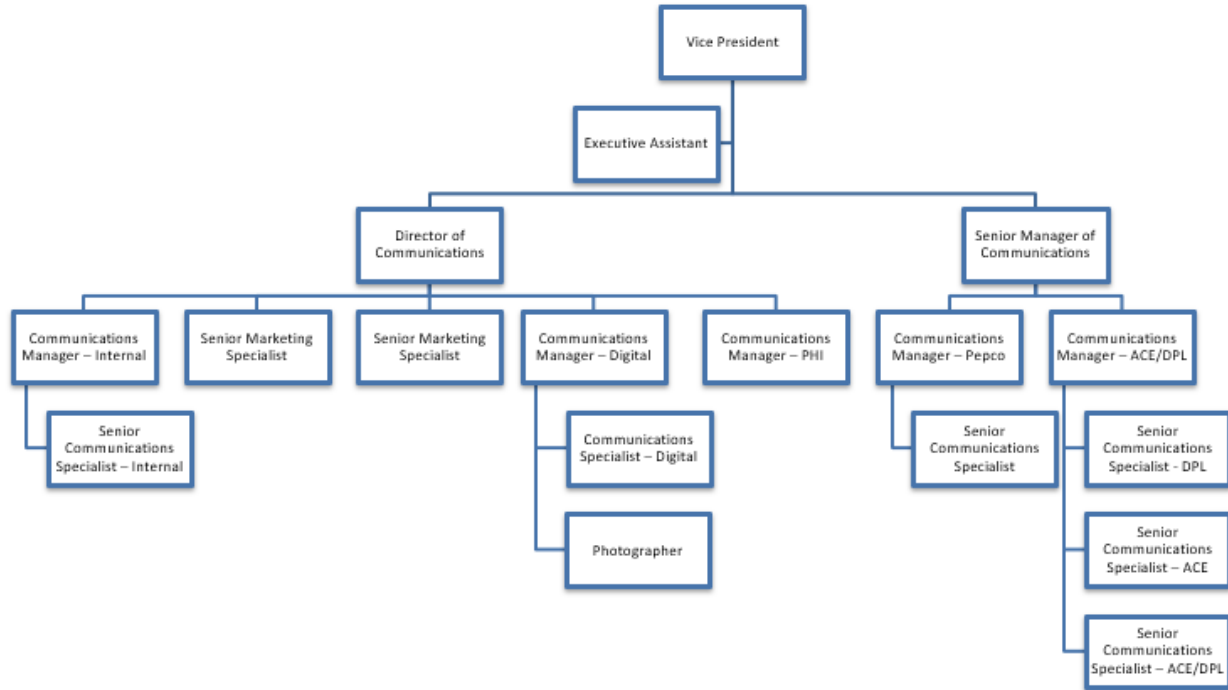 Vice President
Executive Assistant
Director of
Communications
Senior Manager of
Communications
Communications
Manager – Internal
Senior Marketing
Specialist
Senior Marketing
Specialist
Communications
Manager – Digital
Communications
Manager – PHI
Communications
Manager – Pepco
Communications
Manager – ACE/DPL
Senior
Communications
Specialist – Internal
Communications
Specialist – Digital
Senior
Communications
Specialist
Senior
Communications
Specialist - DPL
Photographer
Senior
Communications
Specialist – ACE
Senior
Communications
Specialist – ACE/DPL